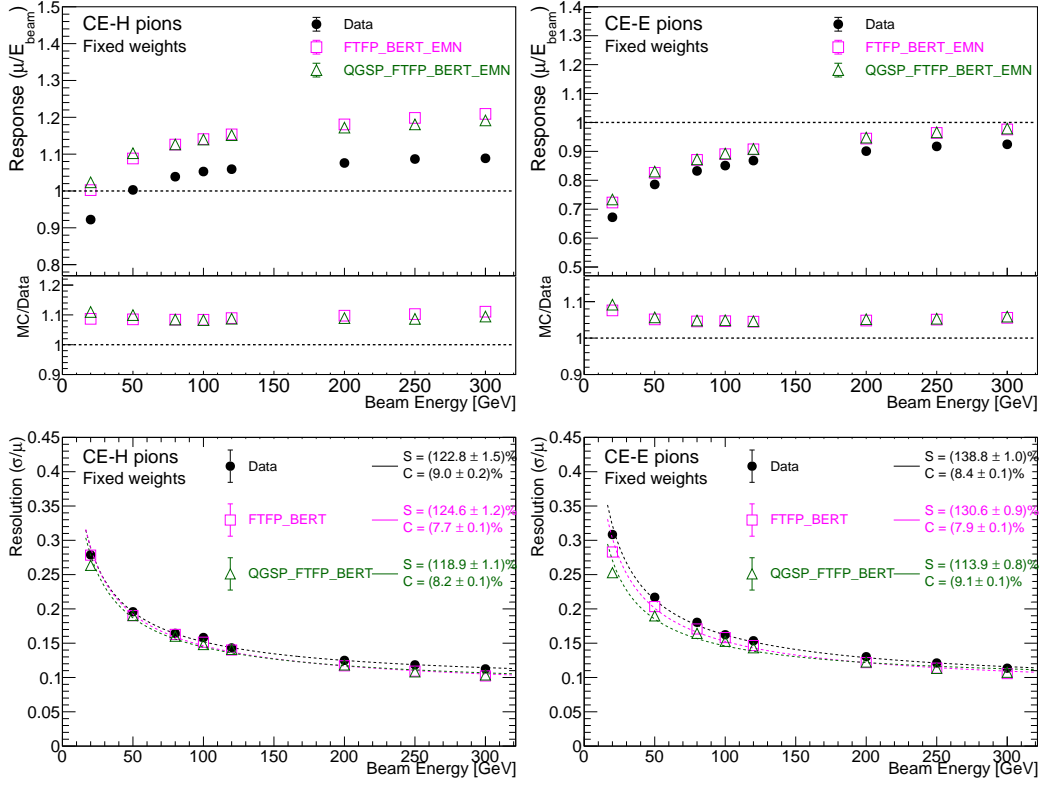 CE-H pions
Fixed weights
Data
FTFP_BERT_EMN
QGSP_FTFP_BERT_EMN
Response (μ/E_beam)
1.5
1.4
1.3
1.2
1.1
1
0.9
0.8
MC/Data
1.2
1.1
1
0.9
0 50 100 150 200 250 300
Beam Energy [GeV]
CE-E pions
Fixed weights
Data
FTFP_BERT_EMN
QGSP_FTFP_BERT_EMN
Response (μ/E_beam)
1.4
1.3
1.2
1.1
1
0.9
0.8
0.7
0.6
0.5
MC/Data
1.1
1
0.9
0 50 100 150 200 250 300
Beam Energy [GeV]
CE-H pions
Fixed weights
Data
S = (122.8 ± 1.5)%
C = (9.0 ± 0.2)%
FTFP_BERT
S = (124.6 ± 1.2)%
C = (7.7 ± 0.1)%
QGSP_FTFP_BERT
S = (118.9 ± 1.1)%
C = (8.2 ± 0.1)%
Resolution (σ/μ)
0.45
0.4
0.35
0.3
0.25
0.2
0.15
0.1
0.05
0
0 50 100 150 200 250 300
Beam Energy [GeV]
CE-E pions
Fixed weights
Data
S = (138.8 ± 1.0)%
C = (8.4 ± 0.1)%
FTFP_BERT
S = (130.6 ± 0.9)%
C = (7.9 ± 0.1)%
QGSP_FTFP_BERT
S = (113.9 ± 0.8)%
C = (9.1 ± 0.1)%
Resolution (σ/μ)
0.45
0.4
0.35
0.3
0.25
0.2
0.15
0.1
0.05
0
0 50 100 150 200 250 300
Beam Energy [GeV]